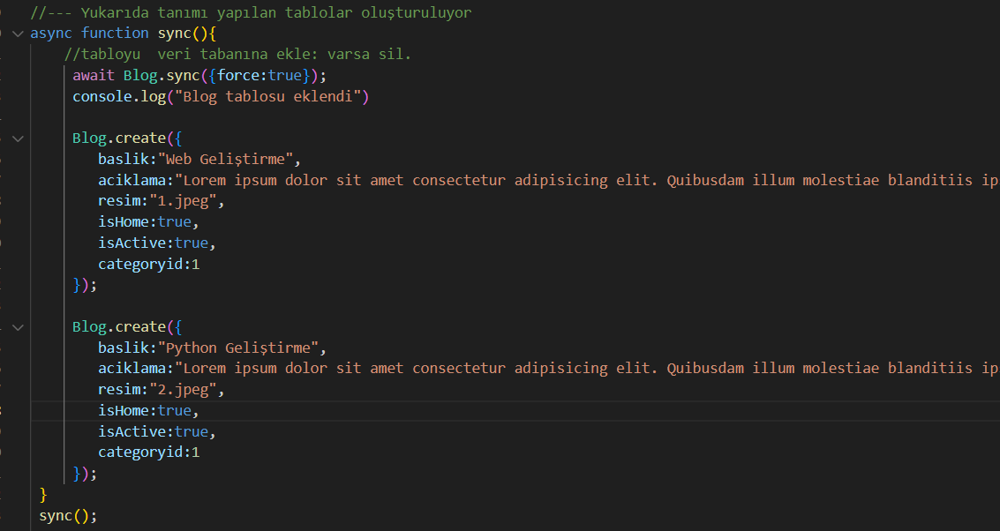 //--- Yukarıda tanımı yapılan tablolar oluşturuluyor
async function sync(){
//tabloyu  veri tabanına ekle: varsa sil.
await Blog.sync({force:true});
console.log("Blog tablosu eklendi")
Blog.create({
baslik:"Web Geliştirme",
aciklama:"Lorem ipsum dolor sit amet consectetur adipisicing elit. Quibusdam illum molestiae blanditiis ip
resim:"1.jpeg",
isHome:true,
isActive:true,
categoryid:1
});
Blog.create({
baslik:"Python Geliştirme",
aciklama:"Lorem ipsum dolor sit amet consectetur adipisicing elit. Quibusdam illum molestiae blanditiis ip
resim:"2.jpeg",
isHome:true,
isActive:true,
categoryid:1
});
}
sync();